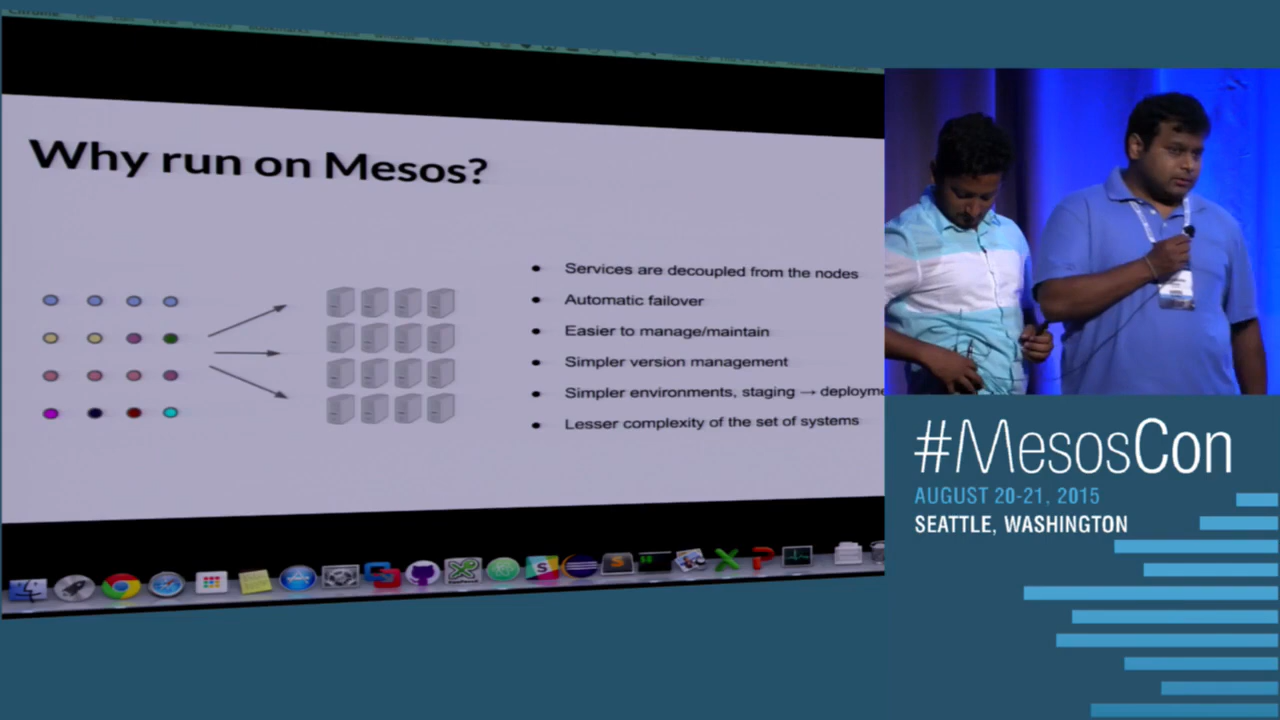 Why run on Mesos?
● Services are decoupled from the nodes
● Automatic failover
● Easier to manage/maintain
● Simpler version management
● Simpler environments, staging → deployme
● Lesser complexity of the set of systems
#MesosCon
AUGUST 20-21, 2015
SEATTLE, WASHINGTON